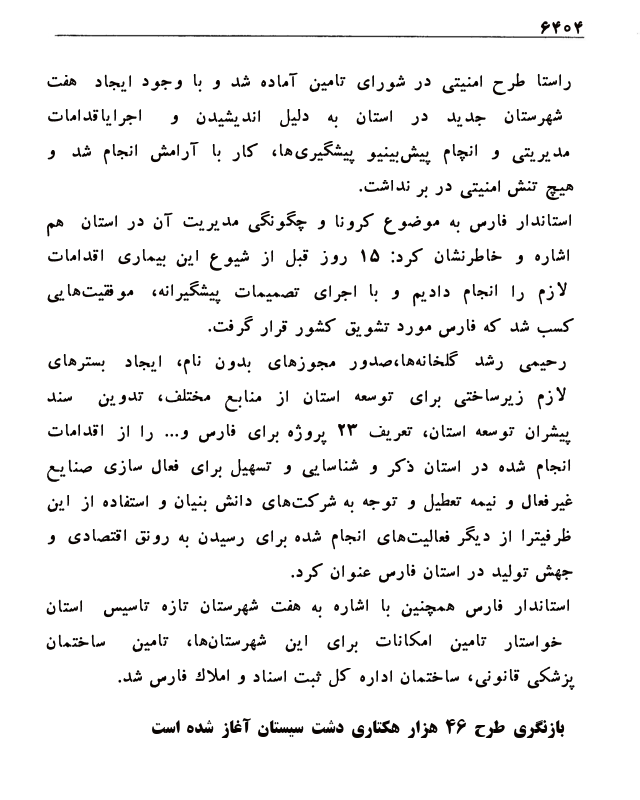 ۶۴۰۴
راستا طرح امنیتی در شورای تامین آماده شد و با وجود ایجاد هفت
شهرستان جدید در استان به دلیل اندیشیدن و اجرایاقدامات
مدیریتی و انچام پیش‌بینیو پیشگیری‌ها، کار با آرامش انجام شد و
هیچ تنش امنیتی در بر نداشت.
استاندار فارس به موضوع کرونا و چگونگی مدیریت آن در استان هم
اشاره و خاطرنشان کرد: ۱۵ روز قبل از شیوع این بیماری اقدامات
لازم را انجام دادیم و با اجرای تصمیمات پیشگیرانه، موفقیت‌هایی
کسب شد که فارس مورد تشویق کشور قرار گرفت.
رحیمی رشد گلخانه‌ها،صدور مجوزهای بدون نام، ایجاد بسترهای
لازم زیرساختی برای توسعه استان از منابع مختلف، تدوین سند
پیشران توسعه استان، تعریف ۲۳ پروژه برای فارس و... را از اقدامات
انجام شده در استان ذکر و شناسایی و تسهیل برای فعال سازی صنایع
غیرفعال و نیمه تعطیل و توجه به شرکت‌های دانش بنیان و استفاده از این
ظرفیترا از دیگر فعالیت‌های انجام شده برای رسیدن به رونق اقتصادی و
جهش تولید در استان فارس عنوان کرد.
استاندار فارس همچنین با اشاره به هفت شهرستان تازه تاسیس استان
خواستار تامین امکانات برای این شهرستان‌ها، تامین ساختمان
پزشکی قانونی، ساختمان اداره کل ثبت اسناد و املاك فارس شد.
بازنگری طرح ۴۶ هزار هکتاری دشت سیستان آغاز شده است